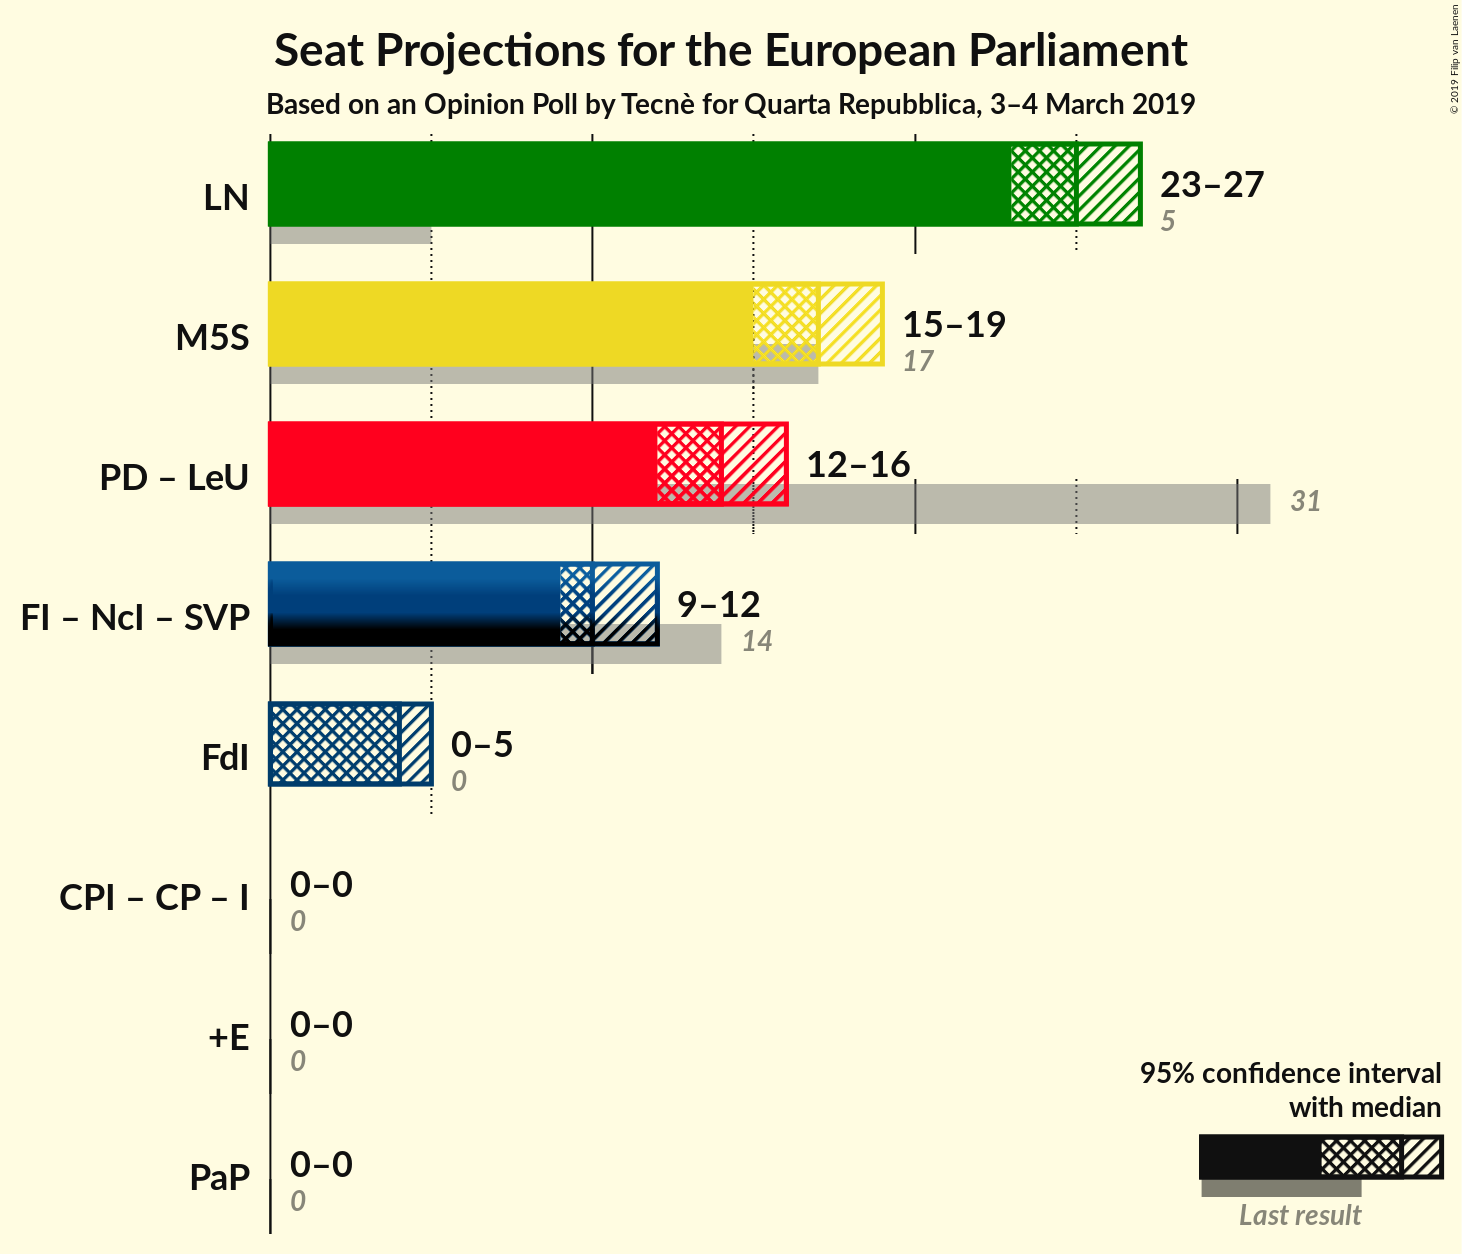 Seat Projections for the European Parliament
Based on an Opinion Poll by Tecnè for Quarta Repubblica, 3–4 March 2019
© 2019 Filip van Laenen
LN
23–27
5
M5S
15–19
17
PD – LeU
12–16
31
FI – NcI – SVP
9–12
14
FdI
0–5
0
CPI – CP – I
0–0
0
+E
0–0
0
PaP
0–0
0
95% confidence interval
with median
Last result